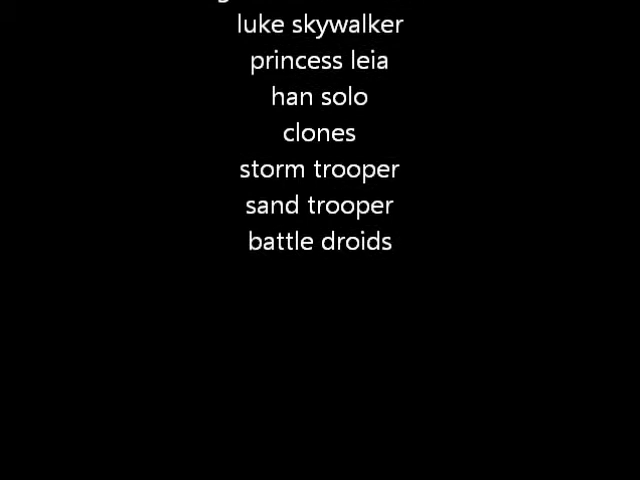 luke skywalker
princess leia
han solo
clones
storm trooper
sand trooper
battle droids